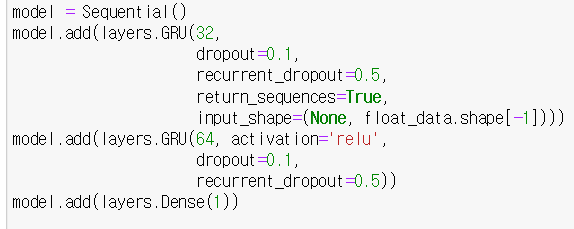 model = Sequential()
model.add(layers.GRU(32,
                     dropout=0.1,
                     recurrent_dropout=0.5,
                     return_sequences=True,
                     input_shape=(None, float_data.shape[-1])))
model.add(layers.GRU(64, activation='relu',
                     dropout=0.1,
                     recurrent_dropout=0.5))
model.add(layers.Dense(1))